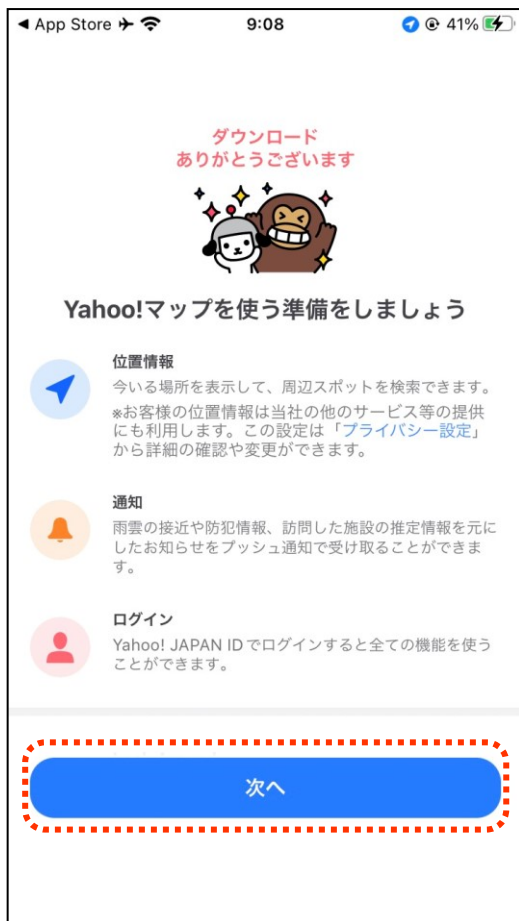 ◀ App Store 9:08 41%
ダウンロード
ありがとうございます
Yahoo!マップを使う準備をしましょう
位置情報
今いる場所を表示して、周辺スポットを検索できます。
※お客様の位置情報は当社の他のサービス等の提供
にも利用します。この設定は「プライバシー設定」
から詳細の確認や変更ができます。
通知
雨雲の接近や防犯情報、訪問した施設の推定情報を元に
したお知らせをプッシュ通知で受け取ることができま
す。
ログイン
Yahoo! JAPAN IDでログインすると全ての機能を使う
ことができます。
次へ